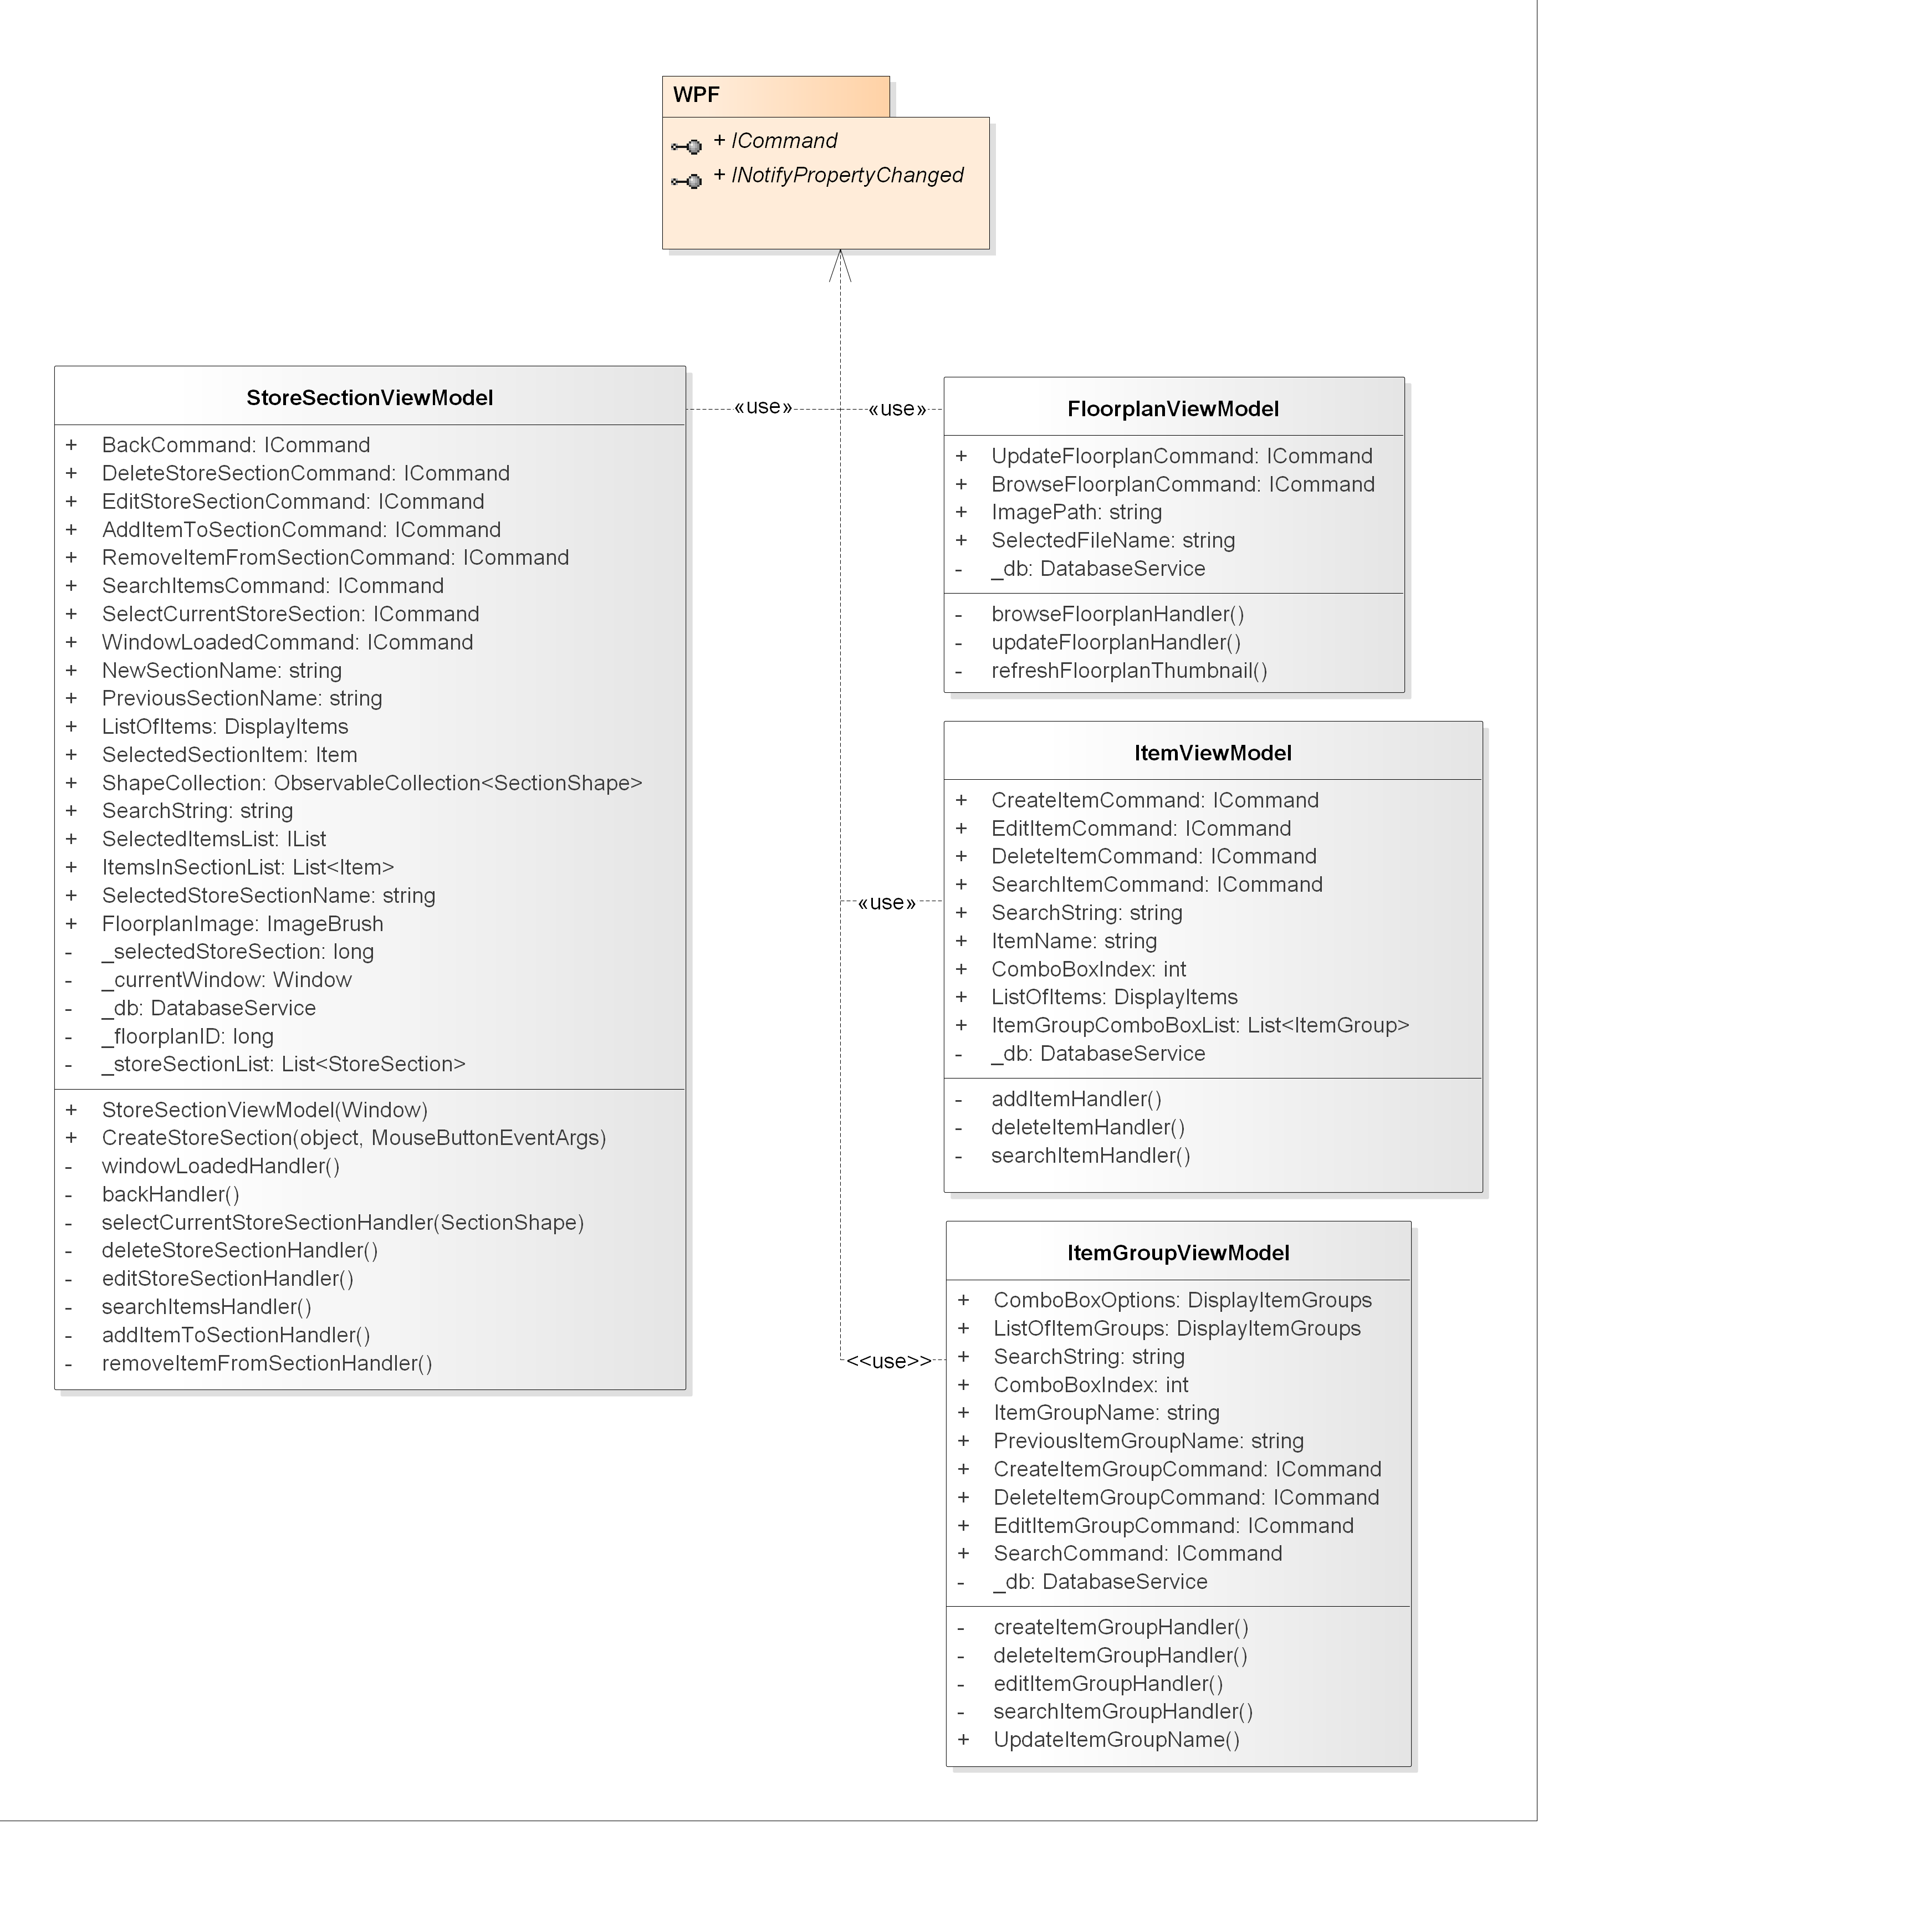 WPF
+ ICommand
+ INotifyPropertyChanged
StoreSectionViewModel
+ BackCommand: ICommand
+ DeleteStoreSectionCommand: ICommand
+ EditStoreSectionCommand: ICommand
+ AddItemToSectionCommand: ICommand
+ RemoveItemFromSectionCommand: ICommand
+ SearchItemsCommand: ICommand
+ SelectCurrentStoreSection: ICommand
+ WindowLoadedCommand: ICommand
+ NewSectionName: string
+ PreviousSectionName: string
+ ListOfItems: DisplayItems
+ SelectedSectionItem: Item
+ ShapeCollection: ObservableCollection<SectionShape>
+ SearchString: string
+ SelectedItemsList: IList
+ ItemsInSectionList: List<Item>
+ SelectedStoreSectionName: string
+ FloorplanImage: ImageBrush
- _selectedStoreSection: long
- _currentWindow: Window
- _db: DatabaseService
- _floorplanID: long
- _storeSectionList: List<StoreSection>
+ StoreSectionViewModel(Window)
+ CreateStoreSection(object, MouseButtonEventArgs)
- windowLoadedHandler()
- backHandler()
- selectCurrentStoreSectionHandler(SectionShape)
- deleteStoreSectionHandler()
- editStoreSectionHandler()
- searchItemsHandler()
- addItemToSectionHandler()
- removeItemFromSectionHandler()
«use»
«use»
FloorplanViewModel
+ UpdateFloorplanCommand: ICommand
+ BrowseFloorplanCommand: ICommand
+ ImagePath: string
+ SelectedFileName: string
- _db: DatabaseService
- browseFloorplanHandler()
- updateFloorplanHandler()
- refreshFloorplanThumbnail()
«use»
ItemViewModel
+ CreateItemCommand: ICommand
+ EditItemCommand: ICommand
+ DeleteItemCommand: ICommand
+ SearchItemCommand: ICommand
+ SearchString: string
+ ItemName: string
+ ComboBoxIndex: int
+ ListOfItems: DisplayItems
+ ItemGroupComboBoxList: List<ItemGroup>
- _db: DatabaseService
- addItemHandler()
- deleteItemHandler()
- searchItemHandler()
<<use>>
ItemGroupViewModel
+ ComboBoxOptions: DisplayItemGroups
+ ListOfItemGroups: DisplayItemGroups
+ SearchString: string
+ ComboBoxIndex: int
+ ItemGroupName: string
+ PreviousItemGroupName: string
+ CreateItemGroupCommand: ICommand
+ DeleteItemGroupCommand: ICommand
+ EditItemGroupCommand: ICommand
+ SearchCommand: ICommand
- _db: DatabaseService
- createItemGroupHandler()
- deleteItemGroupHandler()
- editItemGroupHandler()
- searchItemGroupHandler()
+ UpdateItemGroupName()